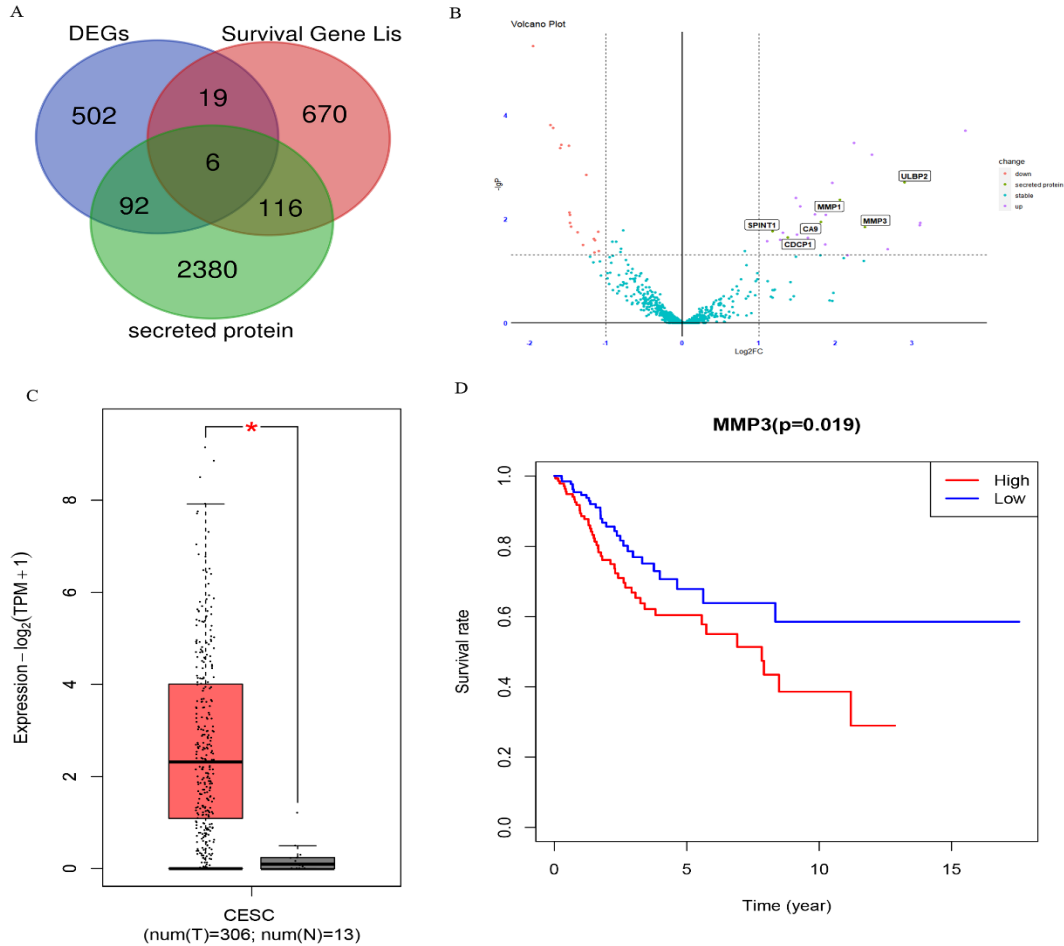 A
DEGs
Survival Gene Lis
502
19
670
6
92
116
2380
secreted protein
B
Volcano Plot
-lgP
4
2
0
-2
-1
0
1
2
3
Log2FC
ULBP2
MMP1
MMP3
SPINT1
CA9
CDCP1
change
down
secreted protein
stable
up
C
Expression − log2(TPM + 1)
8
6
4
2
0
*
CESC
(num(T)=306; num(N)=13)
D
MMP3(p=0.019)
High
Low
Survival rate
1.0
0.8
0.6
0.4
0.2
0.0
0
5
10
15
Time (year)